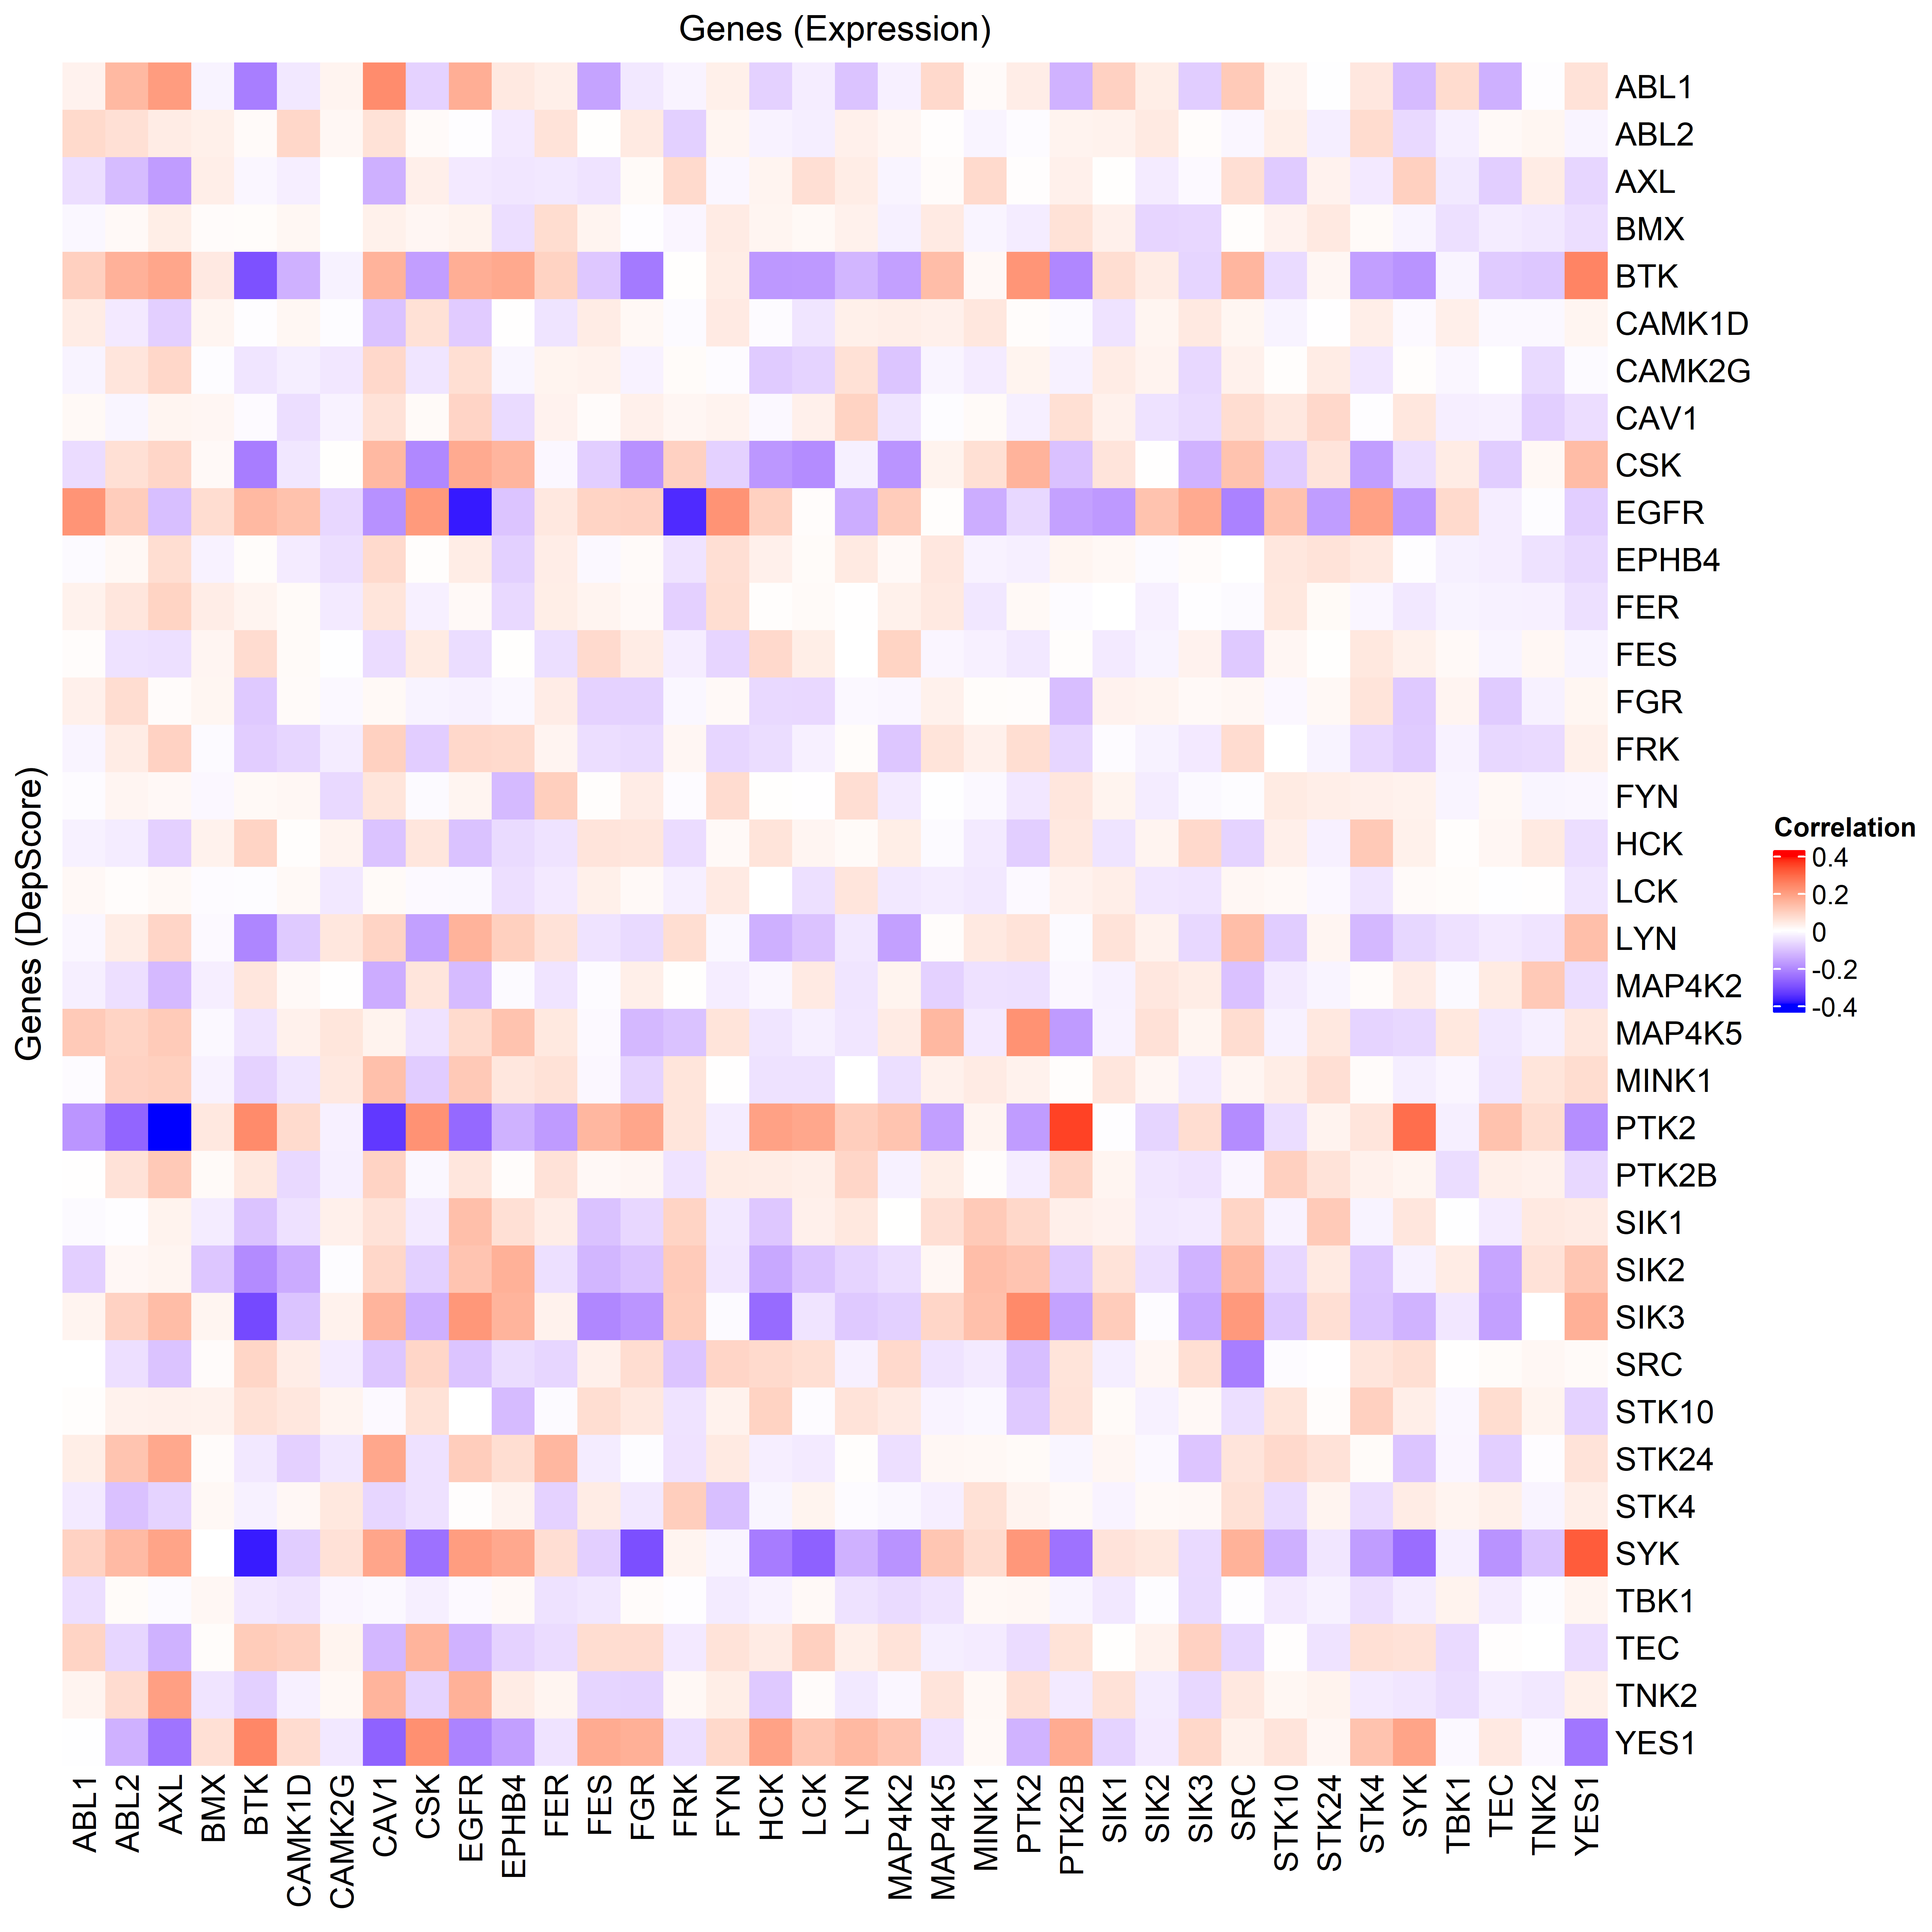 Genes (Expression)
ABL1
ABL2
AXL
BMX
BTK
CAMK1D
CAMK2G
CAV1
CSK
EGFR
EPHB4
FER
FES
FGR
FRK
FYN
HCK
LCK
LYN
MAP4K2
MAP4K5
MINK1
PTK2
PTK2B
SIK1
SIK2
SIK3
SRC
STK10
STK24
STK4
SYK
TBK1
TEC
TNK2
YES1
Genes (DepScore)
Correlation
0.4
0.2
0
-0.2
-0.4
ABL1
ABL2
AXL
BMX
BTK
CAMK1D
CAMK2G
CAV1
CSK
EGFR
EPHB4
FER
FES
FGR
FRK
FYN
HCK
LCK
LYN
MAP4K2
MAP4K5
MINK1
PTK2
PTK2B
SIK1
SIK2
SIK3
SRC
STK10
STK24
STK4
SYK
TBK1
TEC
TNK2
YES1